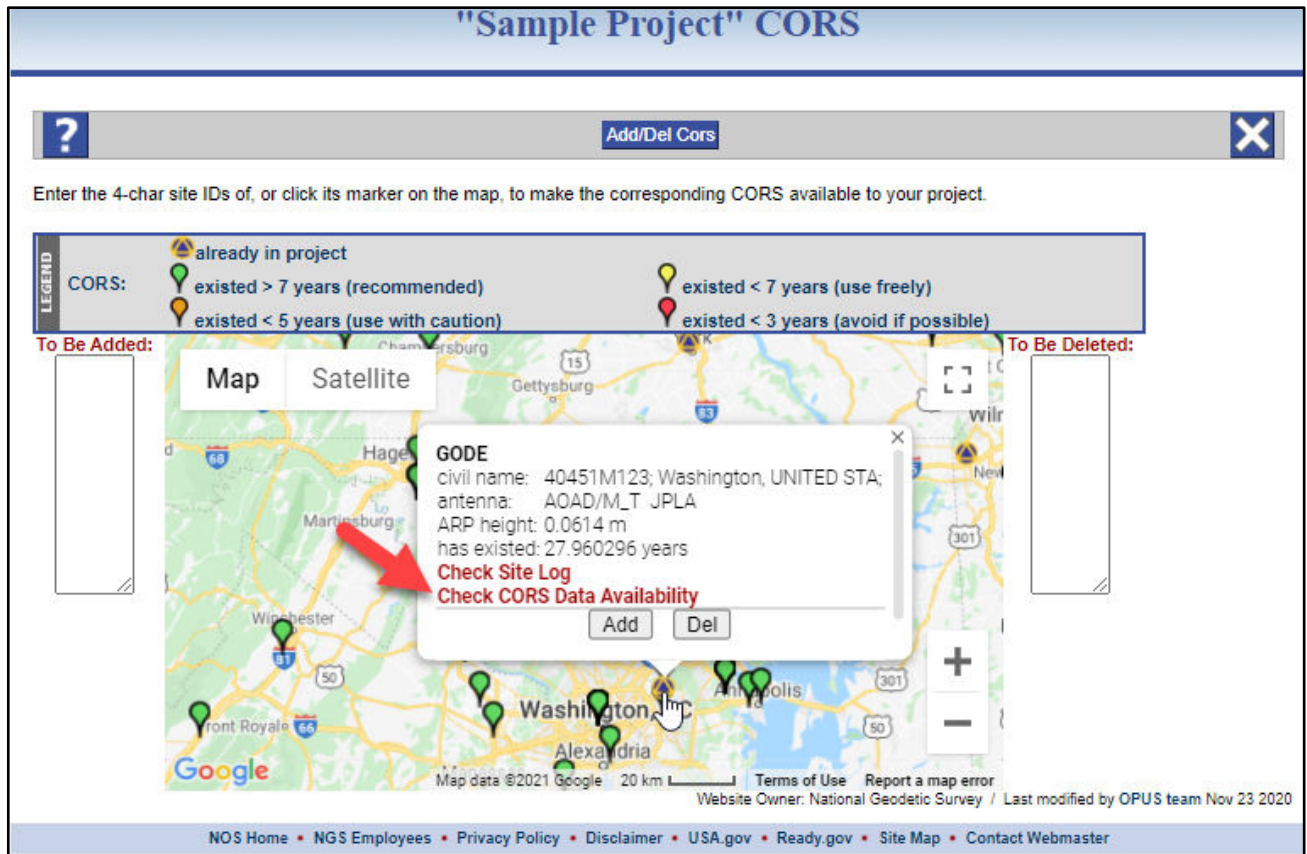 "Sample Project" CORS
?
Add/Del Cors
Enter the 4-char site IDs of, or click its marker on the map, to make the corresponding CORS available to your project.
LEGEND
CORS:
already in project
existed > 7 years (recommended)
existed < 7 years (use freely)
existed < 5 years (use with caution)
existed < 3 years (avoid if possible)
To Be Added:
To Be Deleted:
Map
Satellite
15
Gettysburg
83
68
Hage
301
Martinsburg
GODE
civil name: 40451M123; Washington, UNITED STA;
antenna: AOAD/M_T JPLA
ARP height: 0.0614 m
has existed: 27.960296 years
Check Site Log
Check CORS Data Availability
Add
Del
81
50
301
Front Royale
66
Alexandria
50
Google
Map data ©2021 Google
20 km
Terms of Use
Report a map error
Website Owner: National Geodetic Survey / Last modified by OPUS team Nov 23 2020
NOS Home • NGS Employees • Privacy Policy • Disclaimer • USA.gov • Ready.gov • Site Map • Contact Webmaster